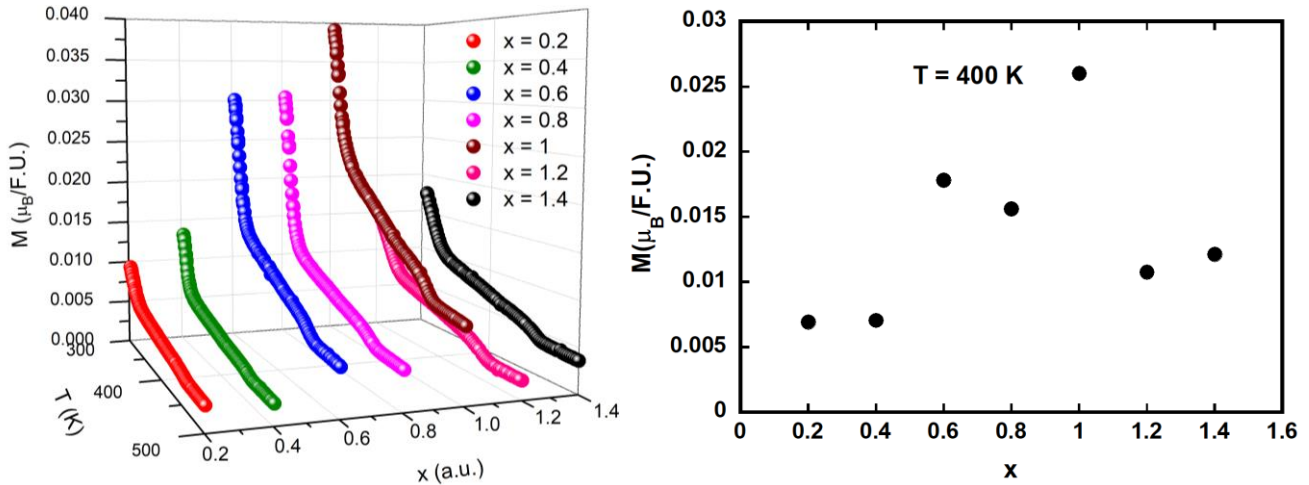 0.040
0.035
0.030
0.025
0.020
0.015
0.010
0.005
0.000
M (μB/F.U.)
300
400
500
T (K)
0.2
0.4
0.6
0.8
1.0
1.2
1.4
x (a.u.)
x = 0.2
x = 0.4
x = 0.6
x = 0.8
x = 1
x = 1.2
x = 1.4
0.03
0.025
0.02
0.015
0.01
0.005
0
M(μB/F.U.)
T = 400 K
0
0.2
0.4
0.6
0.8
1
1.2
1.4
1.6
x